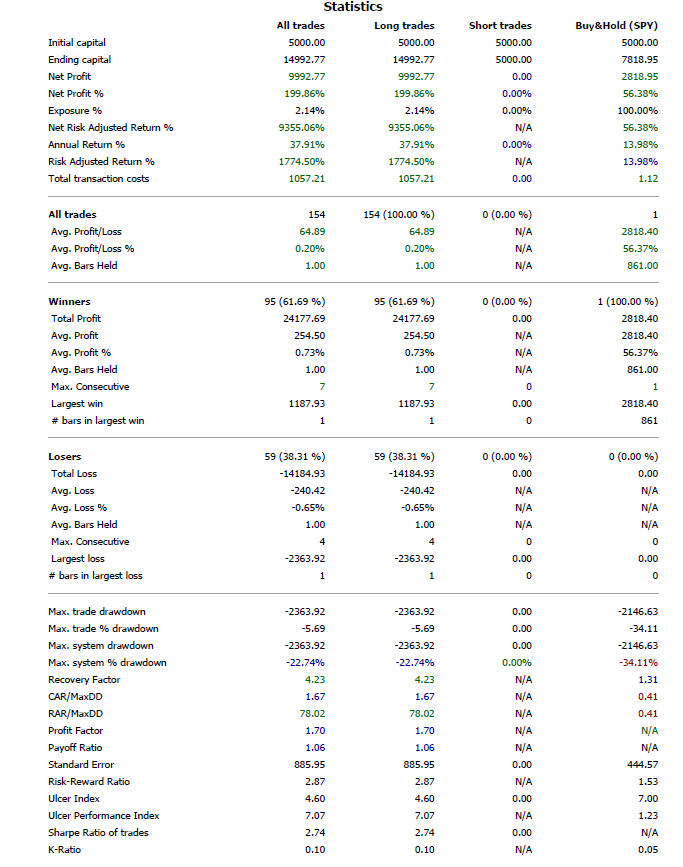 Statistics
All trades Long trades Short trades Buy&Hold (SPY)
Initial capital 5000.00 5000.00 5000.00 5000.00
Ending capital 14992.77 14992.77 5000.00 7818.95
Net Profit 9992.77 9992.77 0.00 2818.95
Net Profit % 199.86% 199.86% 0.00% 56.38%
Exposure % 2.14% 2.14% 0.00% 100.00%
Net Risk Adjusted Return % 9355.06% 9355.06% N/A 56.38%
Annual Return % 37.91% 37.91% 0.00% 13.98%
Risk Adjusted Return % 1774.50% 1774.50% N/A 13.98%
Total transaction costs 1057.21 1057.21 0.00 1.12
All trades 154 154 (100.00 %) 0 (0.00 %) 1
Avg. Profit/Loss 64.89 64.89 N/A 2818.40
Avg. Profit/Loss % 0.20% 0.20% N/A 56.37%
Avg. Bars Held 1.00 1.00 N/A 861.00
Winners 95 (61.69 %) 95 (61.69 %) 0 (0.00 %) 1 (100.00 %)
Total Profit 24177.69 24177.69 0.00 2818.40
Avg. Profit 254.50 254.50 N/A 2818.40
Avg. Profit % 0.73% 0.73% N/A 56.37%
Avg. Bars Held 1.00 1.00 N/A 861.00
Max. Consecutive 7 7 0 1
Largest win 1187.93 1187.93 0.00 2818.40
# bars in largest win 1 1 0 861
Losers 59 (38.31 %) 59 (38.31 %) 0 (0.00 %) 0 (0.00 %)
Total Loss -14184.93 -14184.93 0.00 0.00
Avg. Loss -240.42 -240.42 N/A N/A
Avg. Loss % -0.65% -0.65% N/A N/A
Avg. Bars Held 1.00 1.00 N/A N/A
Max. Consecutive 4 4 0 0
Largest loss -2363.92 -2363.92 0.00 0.00
# bars in largest loss 1 1 0 0
Max. trade drawdown -2363.92 -2363.92 0.00 -2146.63
Max. trade % drawdown -5.69 -5.69 0.00 -34.11
Max. system drawdown -2363.92 -2363.92 0.00 -2146.63
Max. system % drawdown -22.74% -22.74% 0.00% -34.11%
Recovery Factor 4.23 4.23 N/A 1.31
CAR/MaxDD 1.67 1.67 N/A 0.41
RAR/MaxDD 78.02 78.02 N/A 0.41
Profit Factor 1.70 1.70 N/A N/A
Payoff Ratio 1.06 1.06 N/A N/A
Standard Error 885.95 885.95 0.00 444.57
Risk-Reward Ratio 2.87 2.87 N/A 1.53
Ulcer Index 4.60 4.60 0.00 7.00
Ulcer Performance Index 7.07 7.07 N/A 1.23
Sharpe Ratio of trades 2.74 2.74 0.00 N/A
K-Ratio 0.10 0.10 N/A 0.05